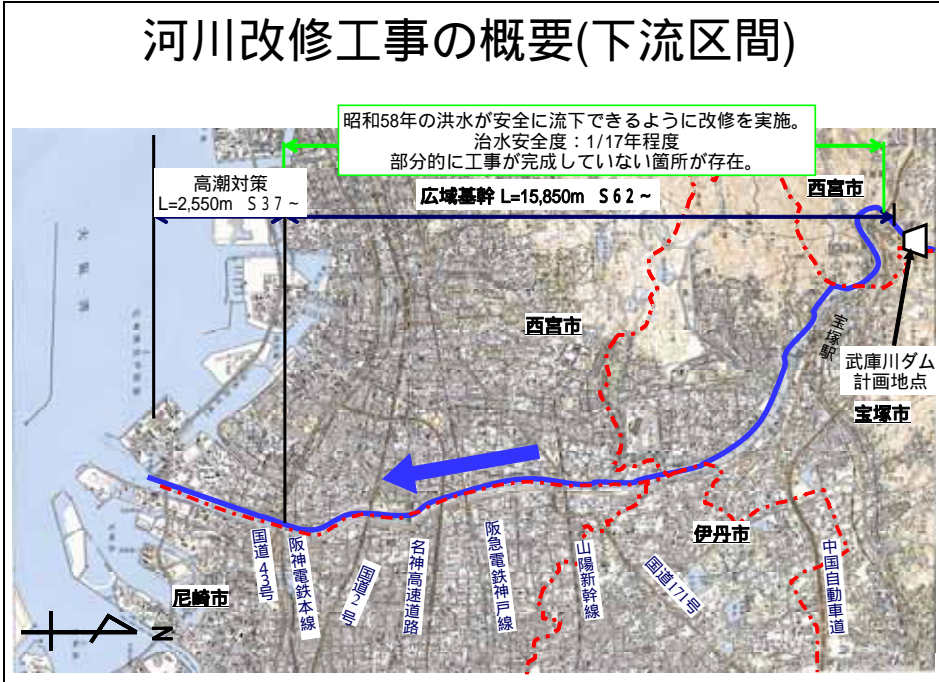 河川改修工事の概要(下流区間)
昭和58年の洪水が安全に流下できるように改修を実施。
治水安全度：1/17年程度
部分的に工事が完成していない箇所が存在。
高潮対策
L=2,550m S37～
広域基幹 L=15,850m S62～
西宮市
西宮市
宝塚駅
武庫川ダム
計画地点
宝塚市
伊丹市
尼崎市
国道43号
阪神電鉄本線
国道2号
名神高速道路
阪急電鉄神戸線
山陽新幹線
国道171号
中国自動車道
N